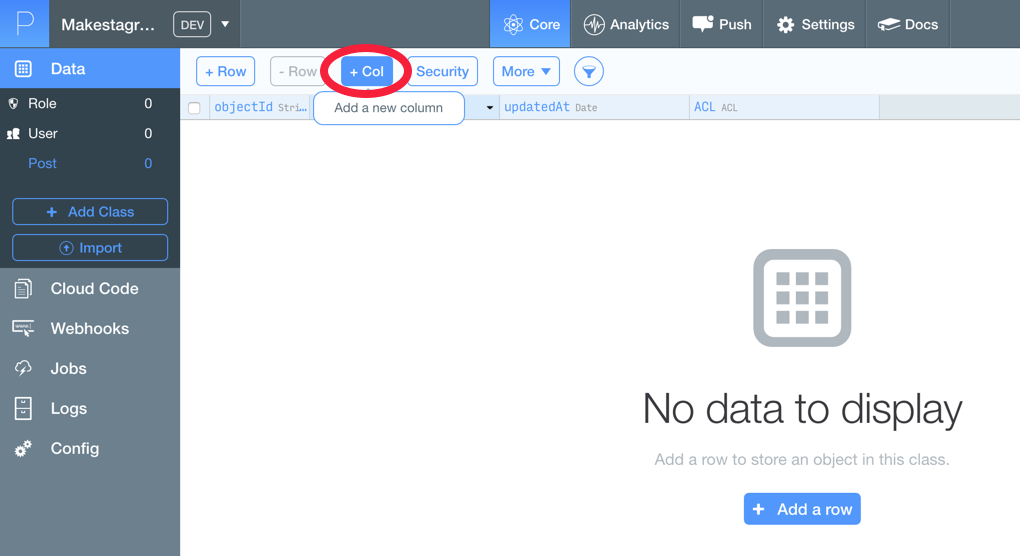 P Makestagr... DEV Core Analytics Push Settings Docs
Data
+ Row - Row + Col Security More
Role 0
objectId Stri... Add a new column updatedAt Date ACL ACL
User 0
Post 0
+ Add Class
Import
Cloud Code
Webhooks
Jobs
Logs
Config
No data to display
Add a row to store an object in this class.
+ Add a row